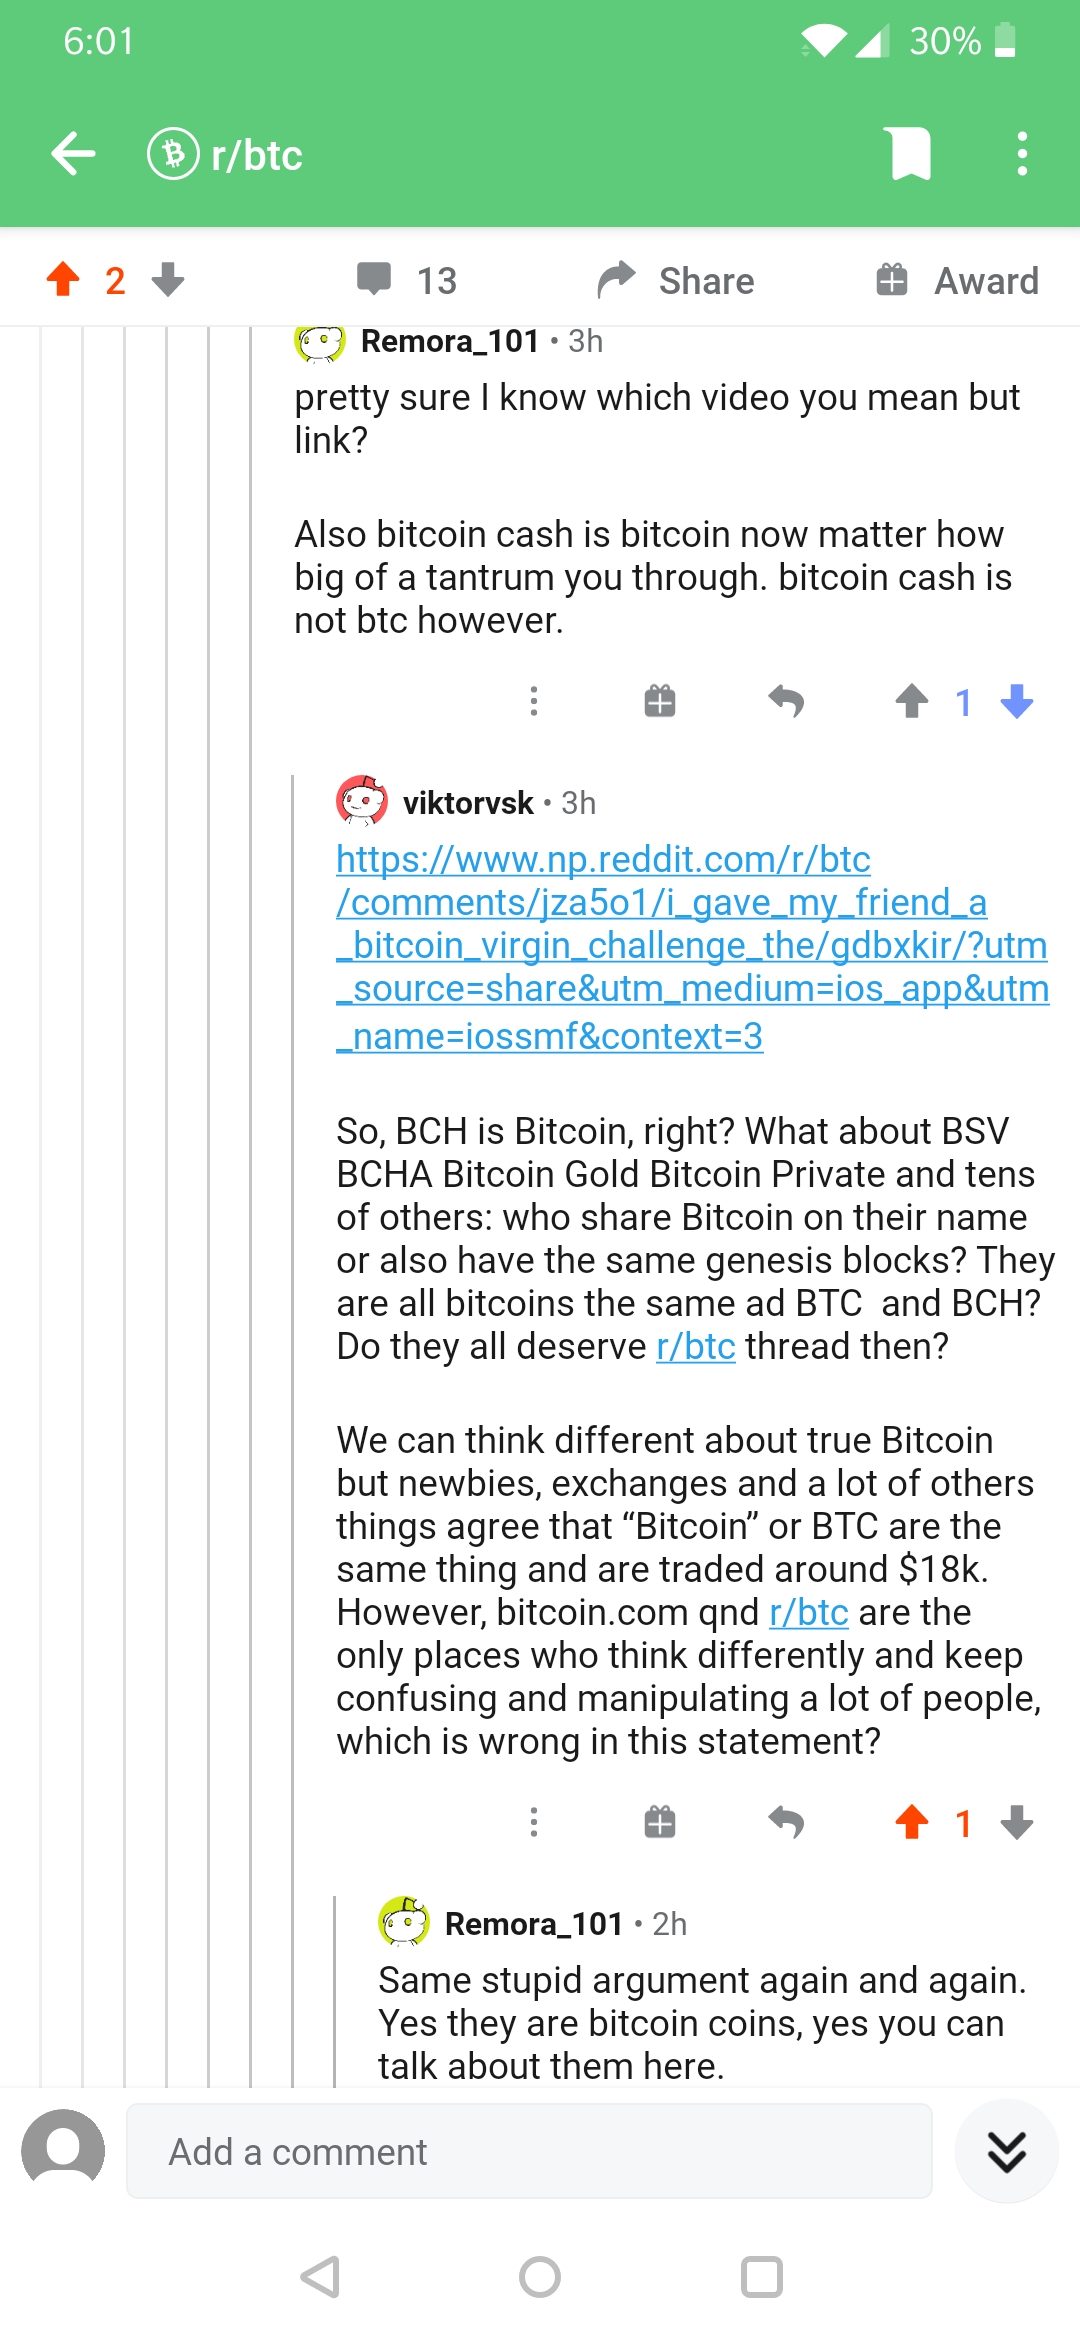 6:01
30%
r/btc
2
13
Share
Award
Remora_101 • 3h
pretty sure I know which video you mean but
link?
Also bitcoin cash is bitcoin now matter how
big of a tantrum you through. bitcoin cash is
not btc however.
1
viktorvsk • 3h
https://www.np.reddit.com/r/btc
/comments/jza5o1/i_gave_my_friend_a
_bitcoin_virgin_challenge_the/gdbxkir/?utm
_source=share&utm_medium=ios_app&utm
_name=iossmf&context=3
So, BCH is Bitcoin, right? What about BSV
BCHA Bitcoin Gold Bitcoin Private and tens
of others: who share Bitcoin on their name
or also have the same genesis blocks? They
are all bitcoins the same ad BTC  and BCH?
Do they all deserve r/btc thread then?
We can think different about true Bitcoin
but newbies, exchanges and a lot of others
things agree that “Bitcoin” or BTC are the
same thing and are traded around $18k.
However, bitcoin.com qnd r/btc are the
only places who think differently and keep
confusing and manipulating a lot of people,
which is wrong in this statement?
1
Remora_101 • 2h
Same stupid argument again and again.
Yes they are bitcoin coins, yes you can
talk about them here.
Add a comment